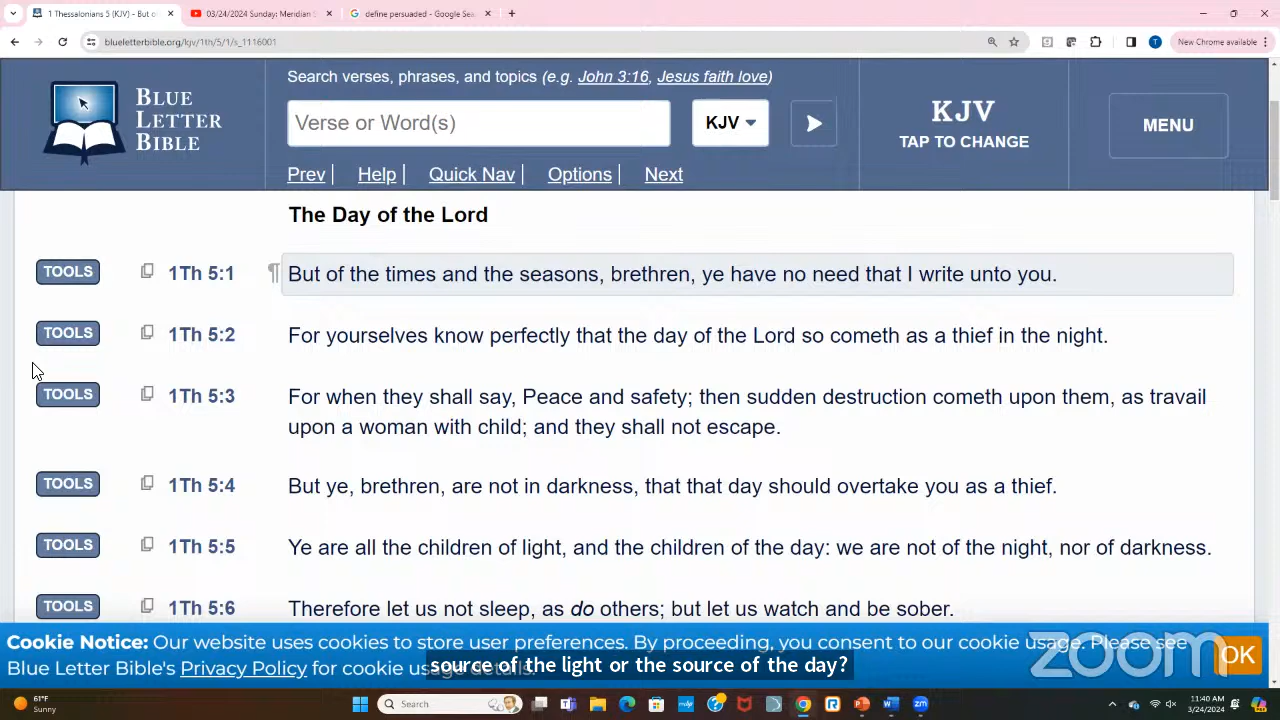 1 Thessalonians 5 (KJV) - But of
03/24/2024 Sunday: Meridian S
define persuaded - Google Sea
blueletterbible.org/kjv/1th/5/1/s_1116001
New Chrome available
T
BLUE
LETTER
BIBLE
Search verses, phrases, and topics (e.g. John 3:16, Jesus faith love)
Verse or Word(s)
KJV
Prev | Help | Quick Nav | Options | Next
KJV
TAP TO CHANGE
MENU
The Day of the Lord
TOOLS 1Th 5:1 ¶ But of the times and the seasons, brethren, ye have no need that I write unto you.
TOOLS 1Th 5:2 For yourselves know perfectly that the day of the Lord so cometh as a thief in the night.
TOOLS 1Th 5:3 For when they shall say, Peace and safety; then sudden destruction cometh upon them, as travail
upon a woman with child; and they shall not escape.
TOOLS 1Th 5:4 But ye, brethren, are not in darkness, that that day should overtake you as a thief.
TOOLS 1Th 5:5 Ye are all the children of light, and the children of the day: we are not of the night, nor of darkness.
TOOLS 1Th 5:6 Therefore let us not sleep, as do others; but let us watch and be sober.
Cookie Notice: Our website uses cookies to store user preferences. By proceeding, you consent to our cookie usage. Please see
Blue Letter Bible's Privacy Policy for cookie usage details.
OK
source of the light or the source of the day?
zoom
61°F
Sunny
Search
11:40 AM
3/24/2024